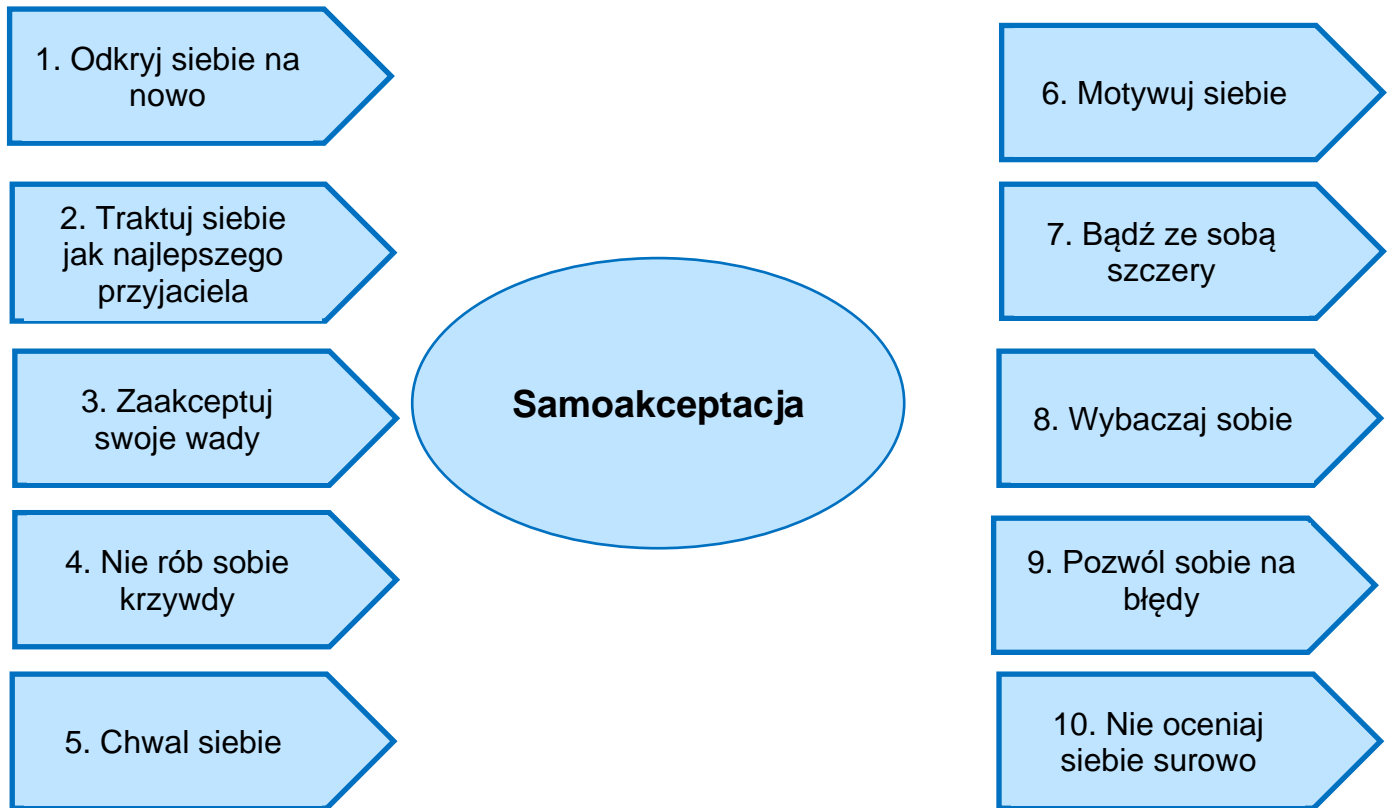 1. Odkryj siebie na
nowo
2. Traktuj siebie
jak najlepszego
przyjaciela
3. Zaakceptuj
swoje wady
4. Nie rób sobie
krzywdy
5. Chwal siebie
Samoakceptacja
6. Motywuj siebie
7. Bądź ze sobą
szczery
8. Wybaczaj sobie
9. Pozwól sobie na
błędy
10. Nie oceniaj
siebie surowo